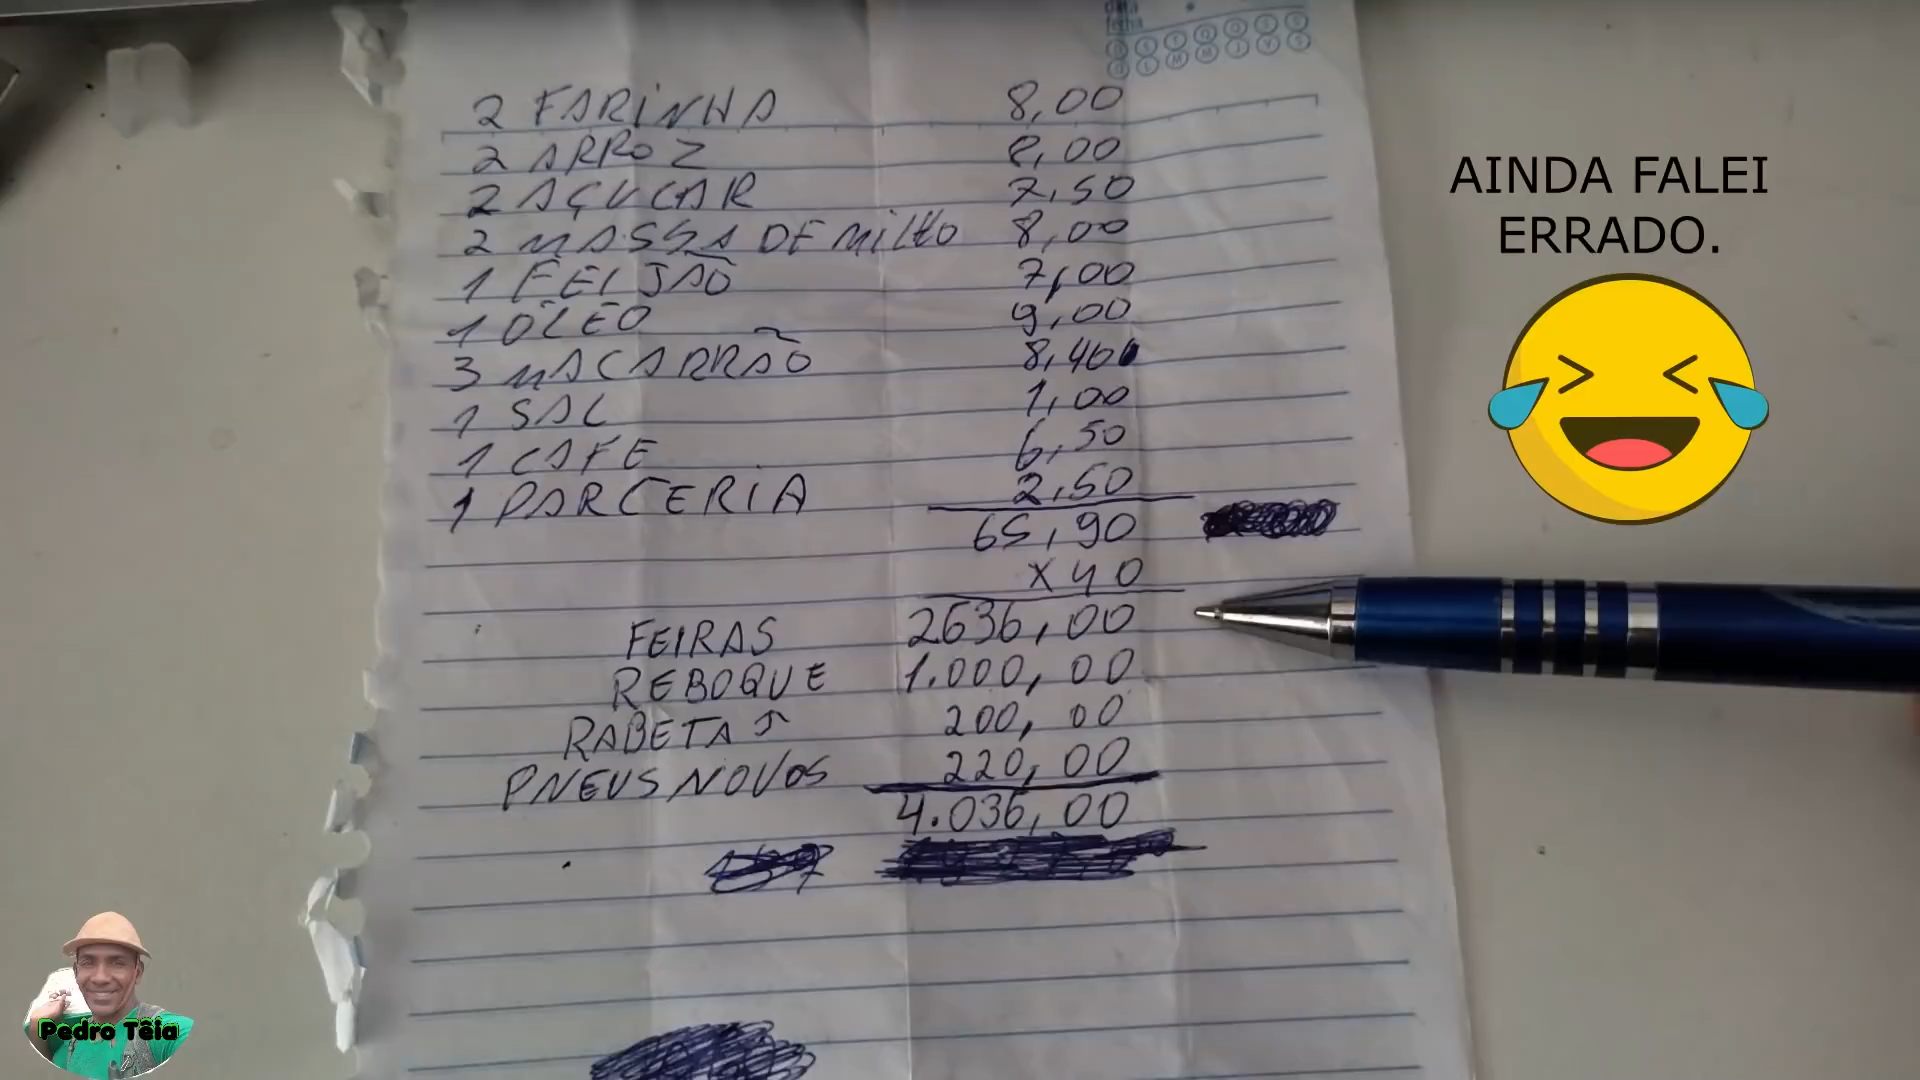 data
fecha
2 FARINHA 8,00
2 ARROZ 8,00
2 AÇUCAR 7,50
2 MASSA DE MILHO 8,00
1 FEIJÃO 7,00
1 ÓLEO 9,00
3 MACARRÃO 8,40
1 SAL 1,00
1 CAFE 6,50
1 PARCERIA 2,50
65,90
X 40
FEIRAS 2636,00
REBOQUE 1.000,00
RABETA 200,00
PNEUS NOVOS 220,00
4.036,00
AINDA FALEI
ERRADO.
Pedro Têia